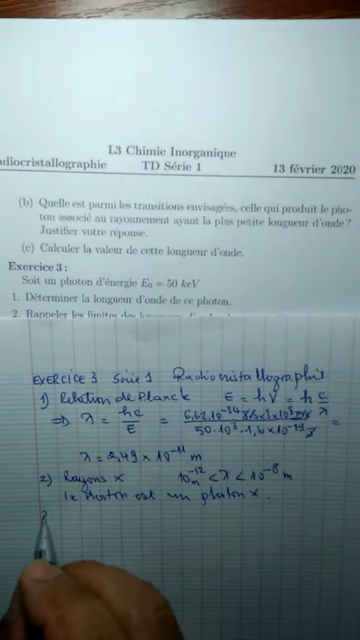 L3 Chimie Inorganique
adiocristallographie TD Série 1 13 février 2020
(b) Quelle est parmi les transitions envisagées, celle qui produit le pho-
ton associé au rayonnement ayant la plus petite longueur d'onde ?
Justifier votre réponse.
(c) Calculer la valeur de cette longueur d'onde.
Exercice 3 :
Soit un photon d'énergie E₀ = 50 keV
1. Déterminer la longueur d'onde de ce photon.
2. Rappeler les limites des
EXERCICE 3 Série 1 Radiocristallographie
1) Relation de Planck E = hν = h c/λ
⇒ λ = hc/E = 6,62.10⁻³⁴ × 3×10⁸ / 50.10³.1,6×10⁻¹⁹ =
λ = 2,49 × 10⁻¹¹ m
2) Rayons X 10⁻¹² m < λ < 10⁻⁸ m
le photon est un photon X.